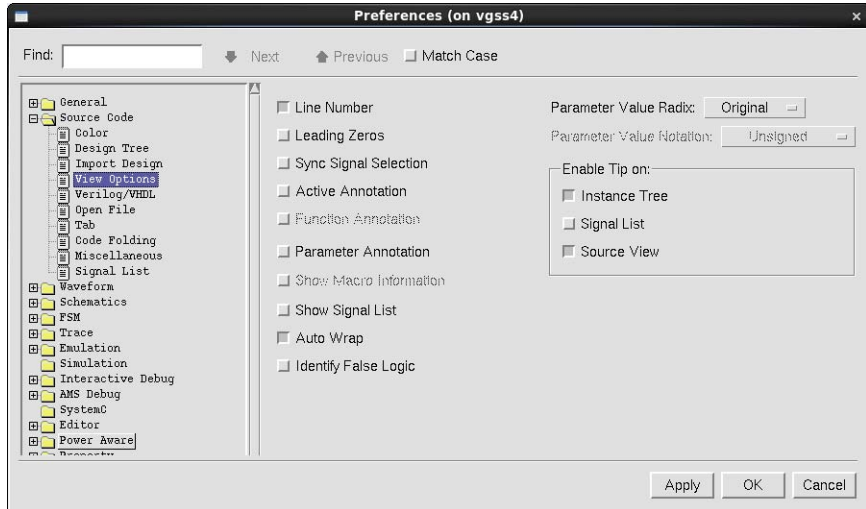 Preferences (on vgss4)
Find:
Next
Previous
Match Case
General
Source Code
Color
Design Tree
Import Design
View Options
Verilog/VHDL
Open File
Tab
Code Folding
Miscellaneous
Signal List
Waveform
Schematics
FSM
Trace
Emulation
Simulation
Interactive Debug
AMS Debug
SystemC
Editor
Power Aware
Property
Line Number
Leading Zeros
Sync Signal Selection
Active Annotation
Function Annotation
Parameter Annotation
Show Macro Information
Show Signal List
Auto Wrap
Identify False Logic
Parameter Value Radix: Original
Parameter Value Notation: Unsigned
Enable Tip on:
Instance Tree
Signal List
Source View
Apply
OK
Cancel